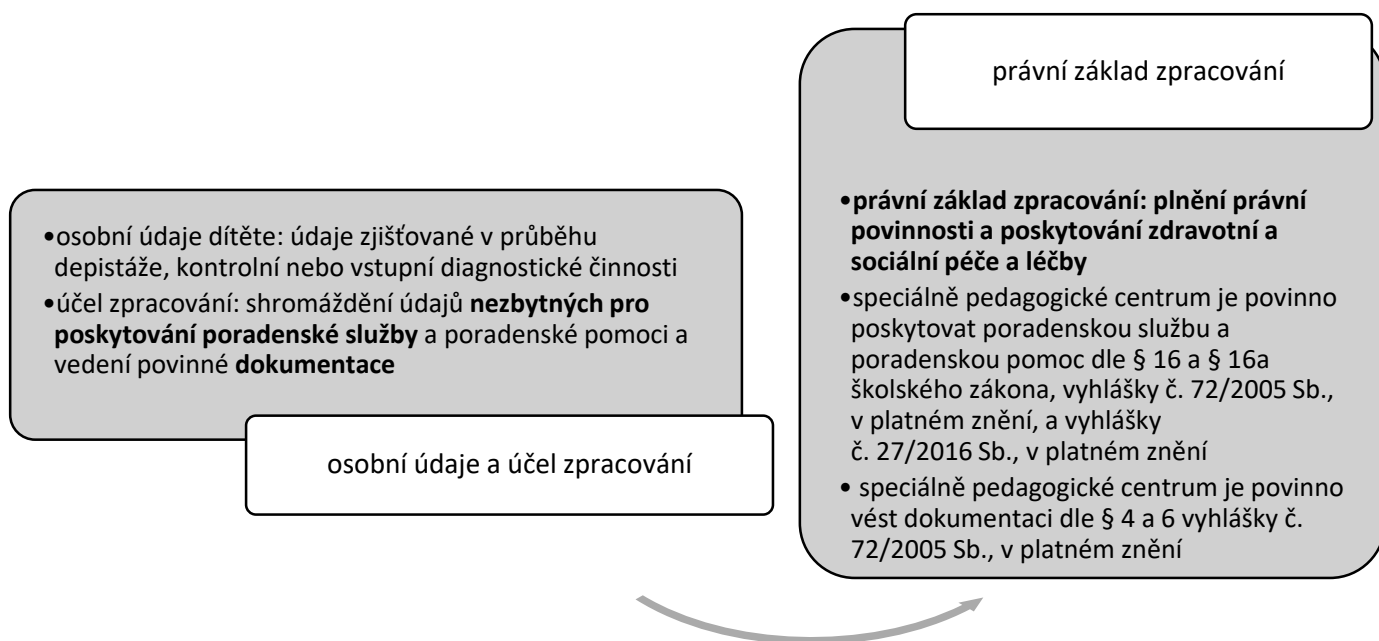 •osobní údaje dítěte: údaje zjišťované v průběhu
depistáže, kontrolní nebo vstupní diagnostické činnosti
•účel zpracování: shromáždění údajů nezbytných pro
poskytování poradenské služby a poradenské pomoci a
vedení povinné dokumentace
osobní údaje a účel zpracování
právní základ zpracování
•právní základ zpracování: plnění právní
povinnosti a poskytování zdravotní a
sociální péče a léčby
•speciálně pedagogické centrum je povinno
poskytovat poradenskou službu a
poradenskou pomoc dle § 16 a § 16a
školského zákona, vyhlášky č. 72/2005 Sb.,
v platném znění, a vyhlášky
č. 27/2016 Sb., v platném znění
• speciálně pedagogické centrum je povinno
vést dokumentaci dle § 4 a 6 vyhlášky č.
72/2005 Sb., v platném znění